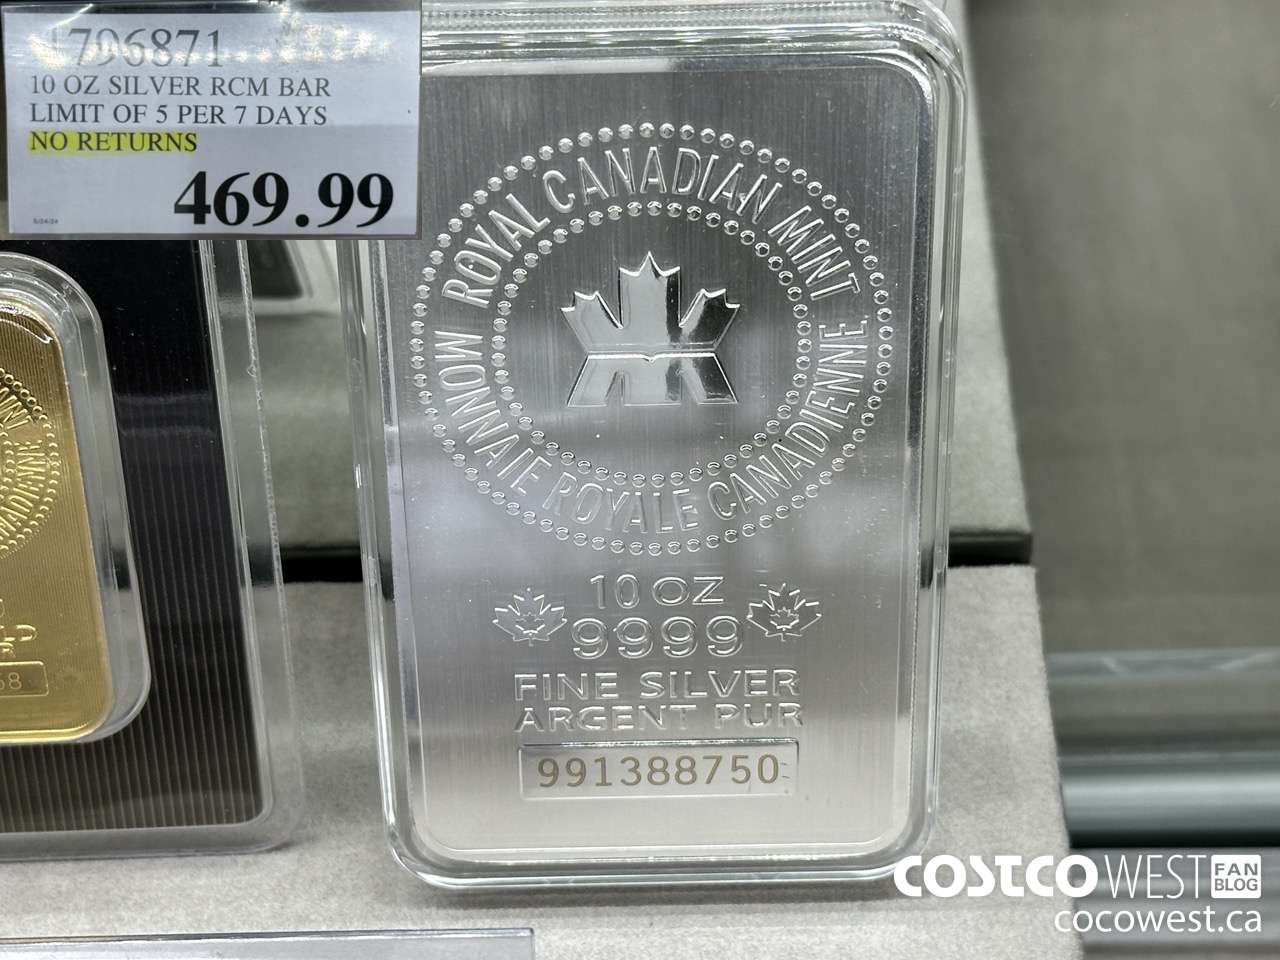 1796871
10 OZ SILVER RCM BAR
LIMIT OF 5 PER 7 DAYS
NO RETURNS
469.99
ROYAL CANADIAN MINT
MONNAIE ROYALE CANADIENNE
10 OZ
9999
FINE SILVER
ARGENT PUR
991388750
COSTCO WEST FAN BLOG
cocowest.ca